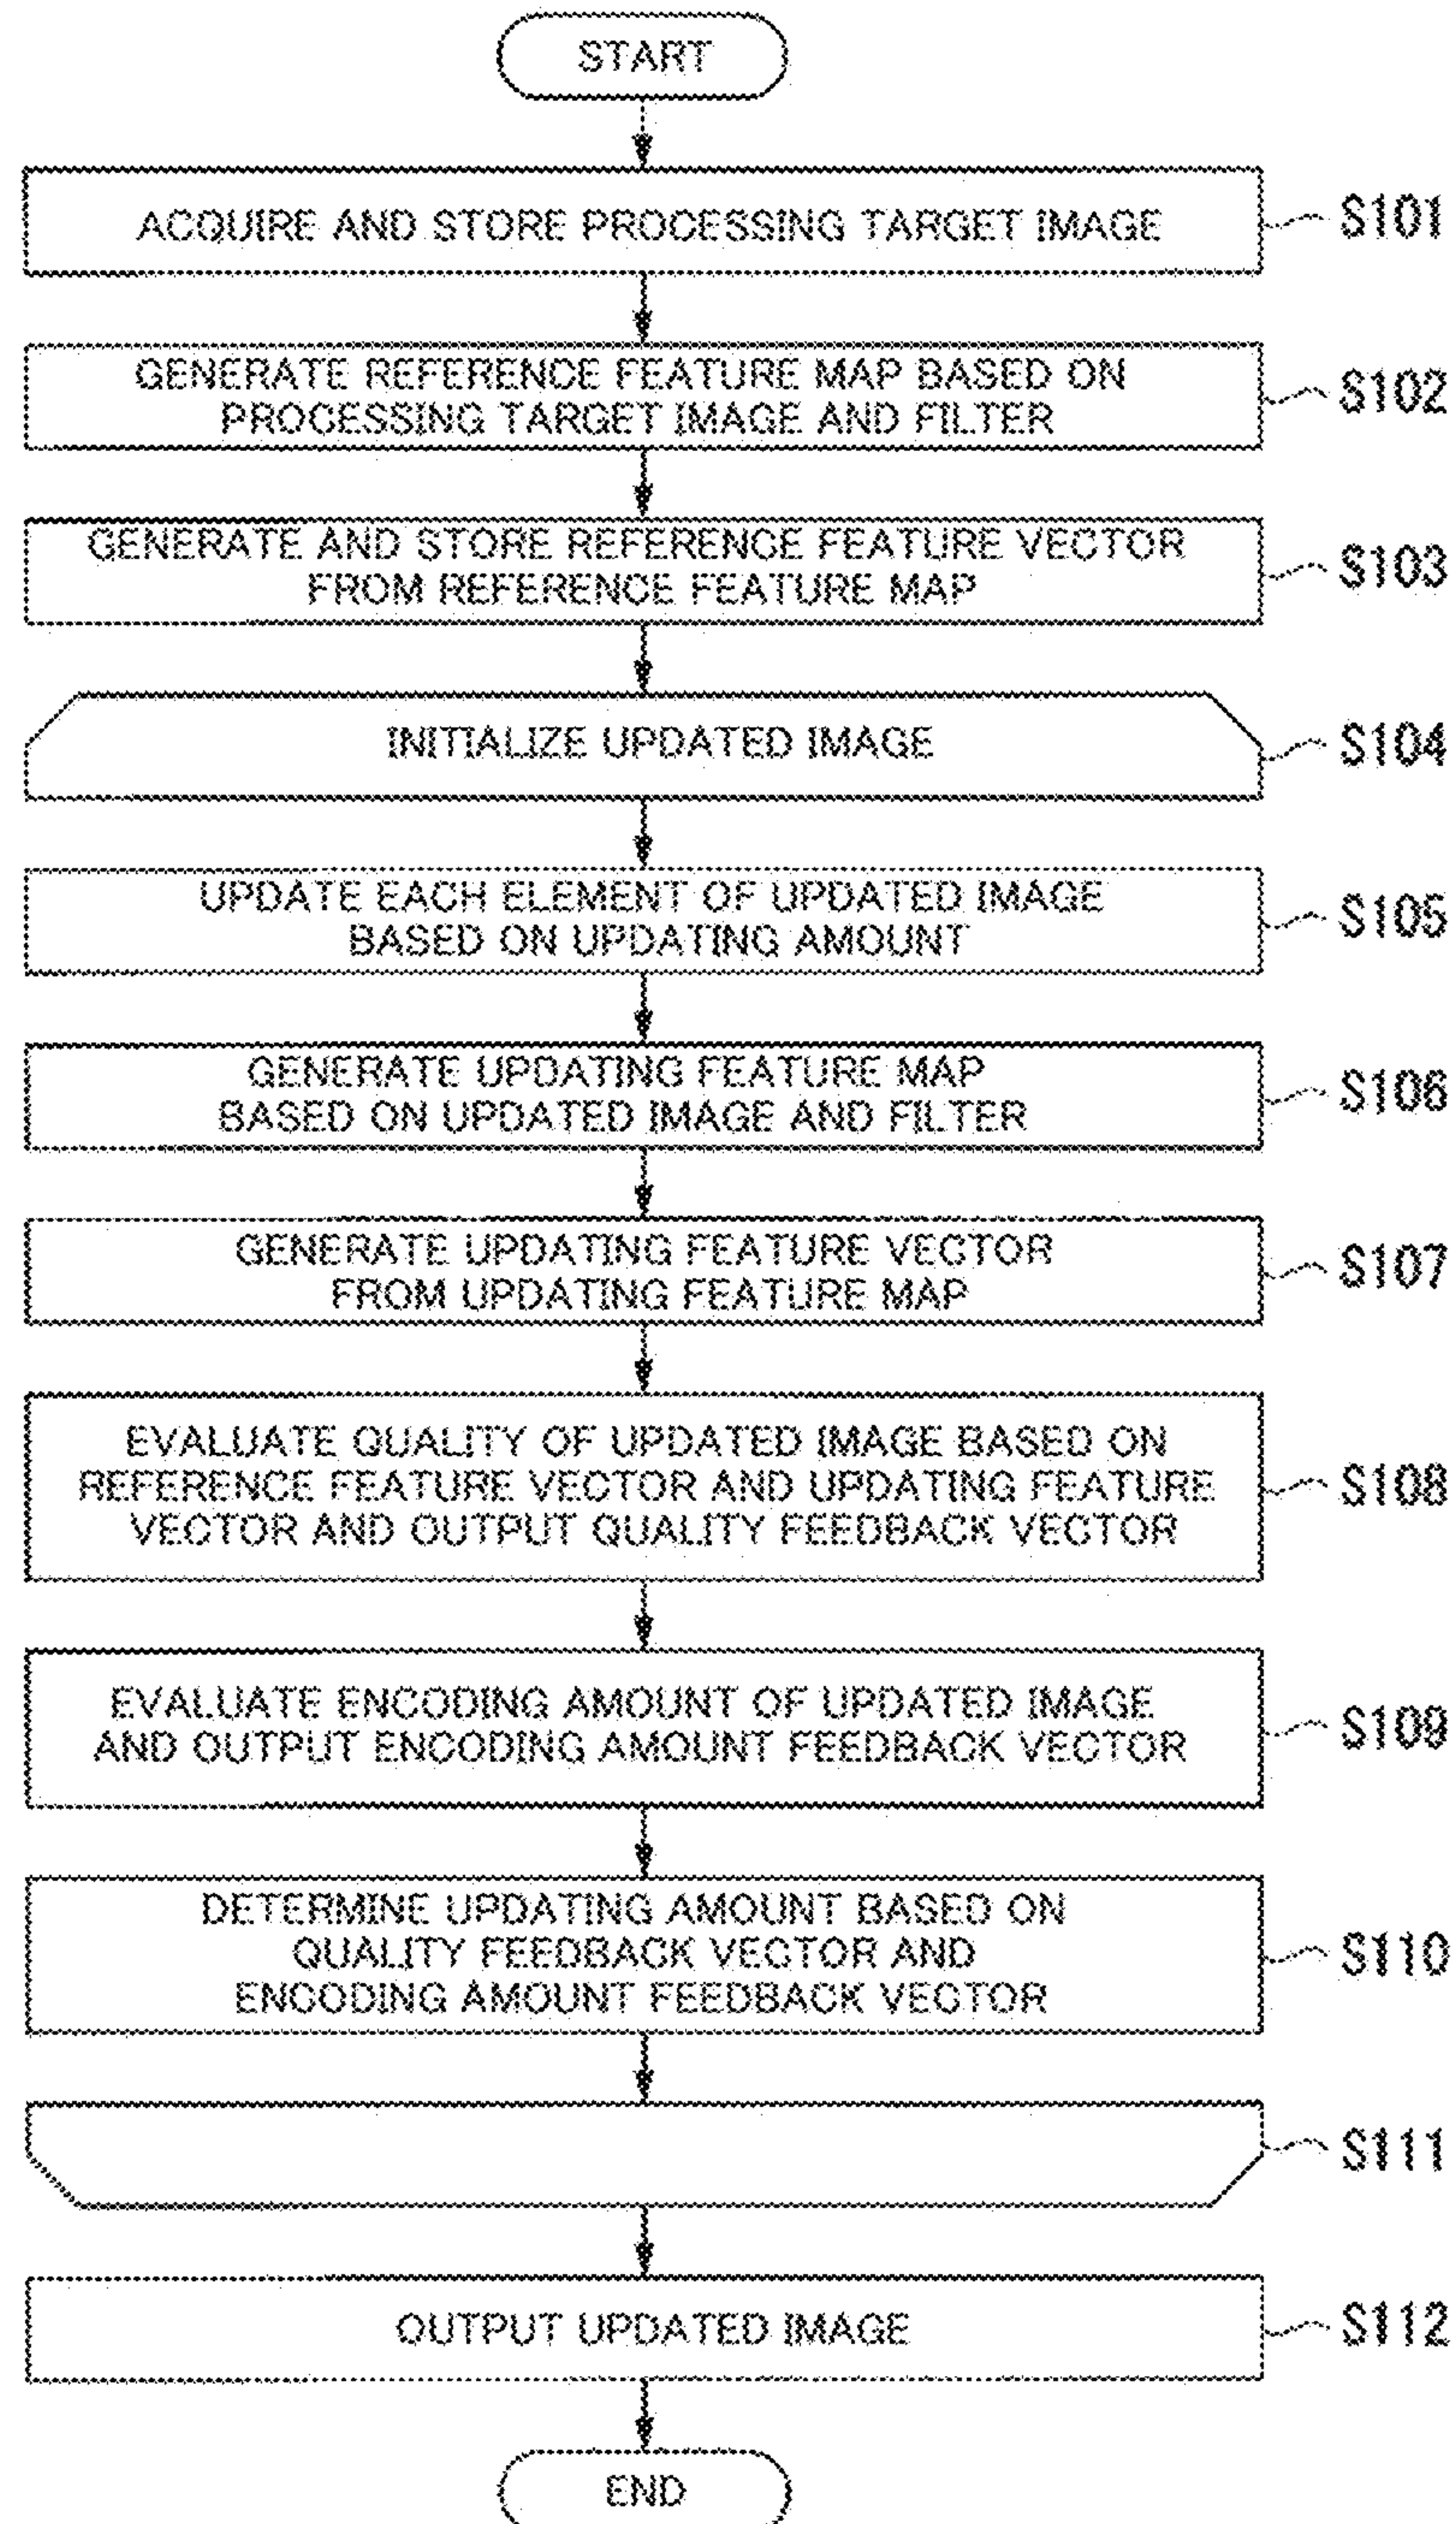 START
ACQUIRE AND STORE PROCESSING TARGET IMAGE
S101
GENERATE REFERENCE FEATURE MAP BASED ON
PROCESSING TARGET IMAGE AND FILTER
S102
GENERATE AND STORE REFERENCE FEATURE VECTOR
FROM REFERENCE FEATURE MAP
S103
INITIALIZE UPDATED IMAGE
S104
UPDATE EACH ELEMENT OF UPDATED IMAGE
BASED ON UPDATING AMOUNT
S105
GENERATE UPDATING FEATURE MAP
BASED ON UPDATED IMAGE AND FILTER
S106
GENERATE UPDATING FEATURE VECTOR
FROM UPDATING FEATURE MAP
S107
EVALUATE QUALITY OF UPDATED IMAGE BASED ON
REFERENCE FEATURE VECTOR AND UPDATING FEATURE
VECTOR AND OUTPUT QUALITY FEEDBACK VECTOR
S108
EVALUATE ENCODING AMOUNT OF UPDATED IMAGE
AND OUTPUT ENCODING AMOUNT FEEDBACK VECTOR
S109
DETERMINE UPDATING AMOUNT BASED ON
QUALITY FEEDBACK VECTOR AND
ENCODING AMOUNT FEEDBACK VECTOR
S110
S111
OUTPUT UPDATED IMAGE
S112
END